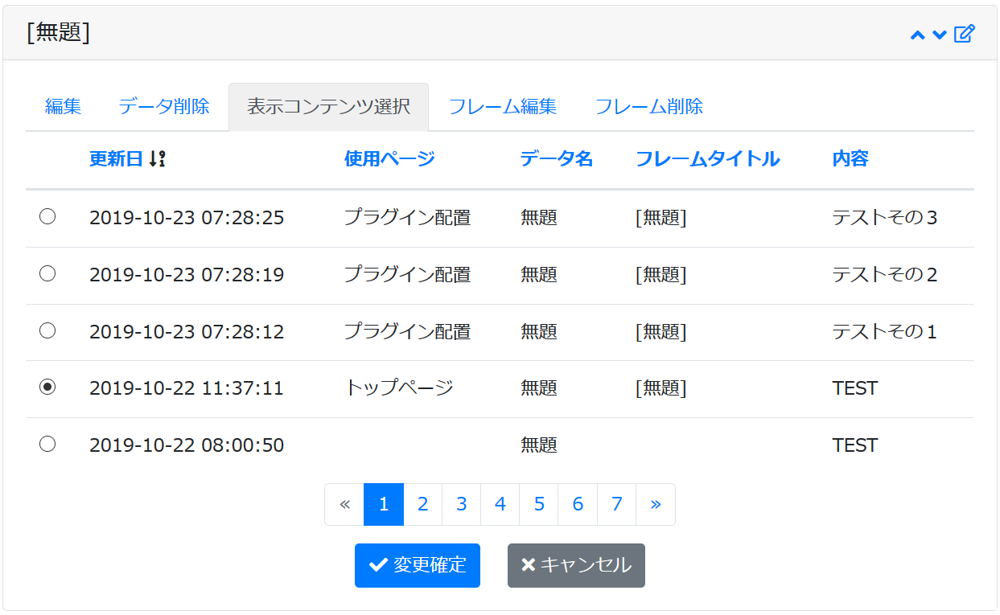 [無題]
編集 データ削除 表示コンテンツ選択 フレーム編集 フレーム削除
更新日 使用ページ データ名 フレームタイトル 内容
2019-10-23 07:28:25 プラグイン配置 無題 [無題] テストその３
2019-10-23 07:28:19 プラグイン配置 無題 [無題] テストその２
2019-10-23 07:28:12 プラグイン配置 無題 [無題] テストその１
2019-10-22 11:37:11 トップページ 無題 [無題] TEST
2019-10-22 08:00:50 無題 TEST
« 1 2 3 4 5 6 7 »
変更確定 キャンセル